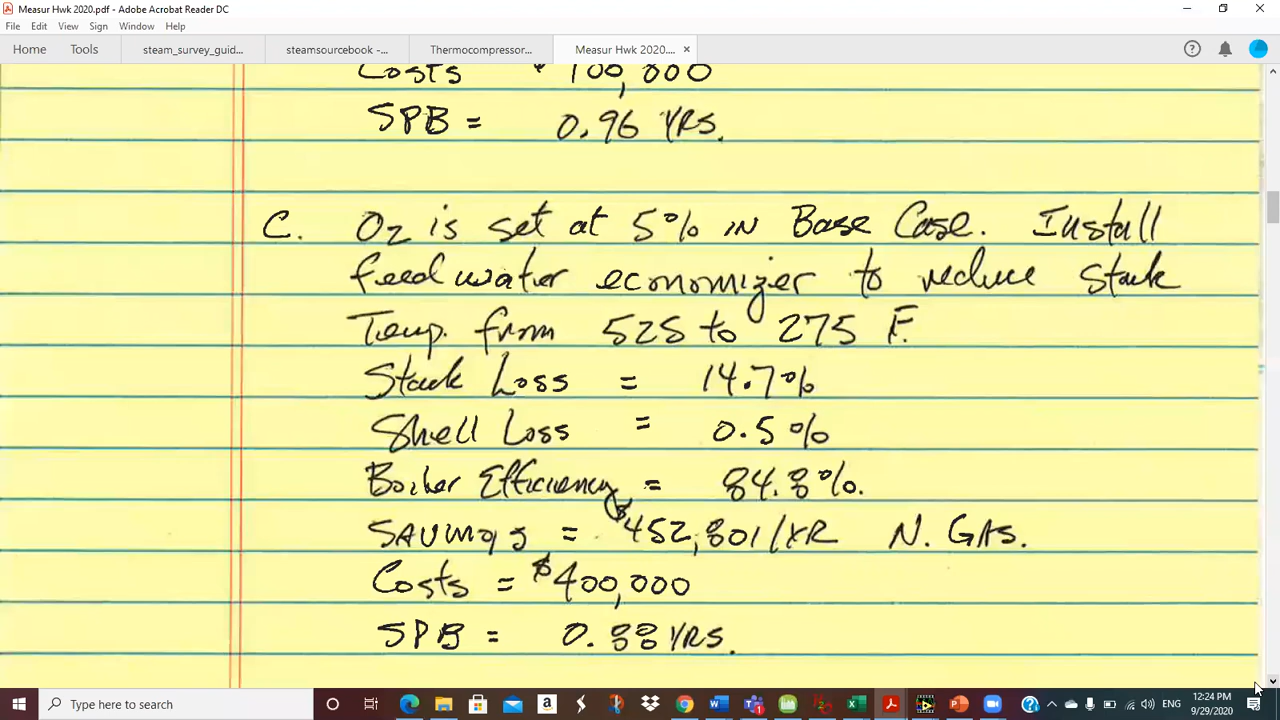 Measur Hwk 2020.pdf - Adobe Acrobat Reader DC
File Edit View Sign Window Help
Home Tools steam_survey_guid... steamsourcebook -... Thermocompressor... Measur Hwk 2020.... ×
Costs $100,000
SPB = 0.96 YRS.
C. O2 is set at 5% in Base Case. Install
feedwater economizer to reduce Stack
Temp. from 525 to 275 F.
Stack Loss = 14.7%
Shell Loss = 0.5%
Boiler Efficiency = 84.8%.
SAVINGS = $452,801/YR N. GAS.
Costs = $400,000
SPB = 0.88 YRS.
Type here to search
ENG
12:24 PM
9/29/2020